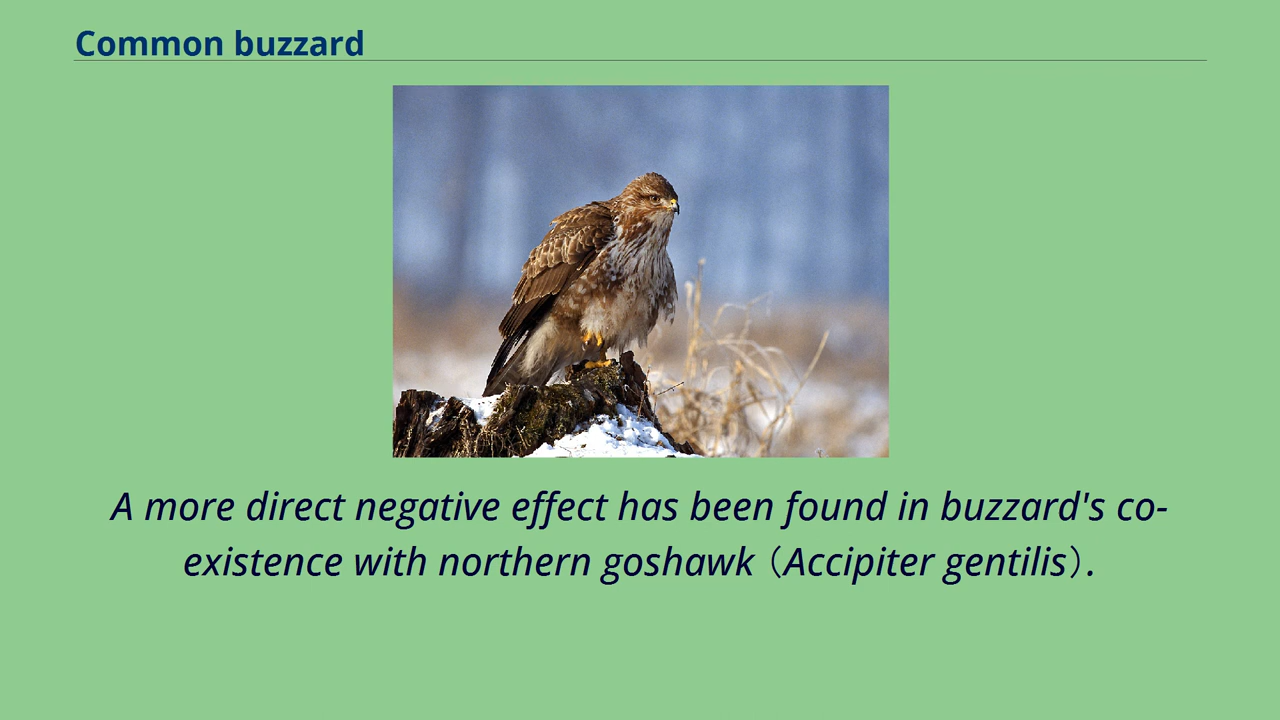 Common buzzard
A more direct negative effect has been found in buzzard's co-
existence with northern goshawk（Accipiter gentilis）.